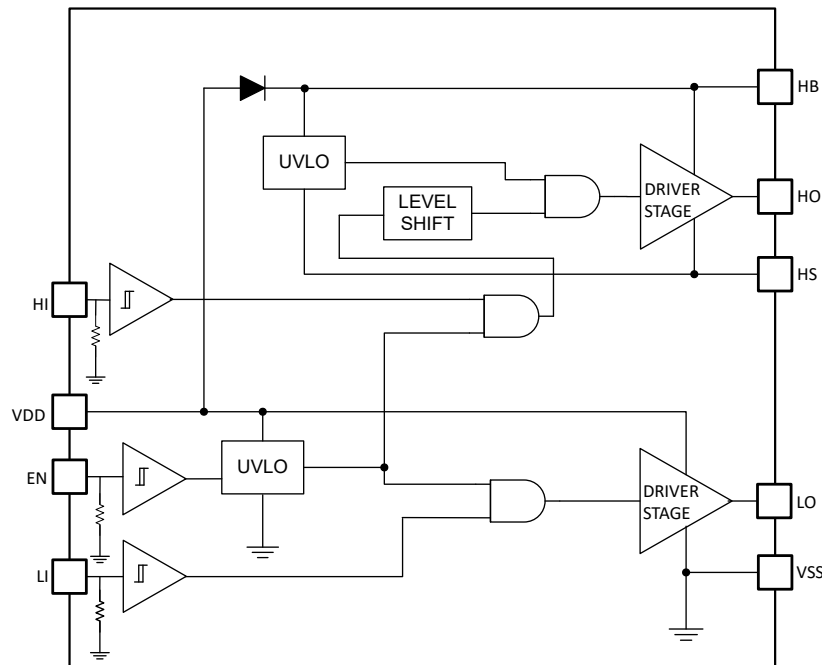 HB
UVLO
DRIVER
STAGE
HO
LEVEL
SHIFT
HS
HI
VDD
EN
UVLO
DRIVER
STAGE
LO
LI
VSS